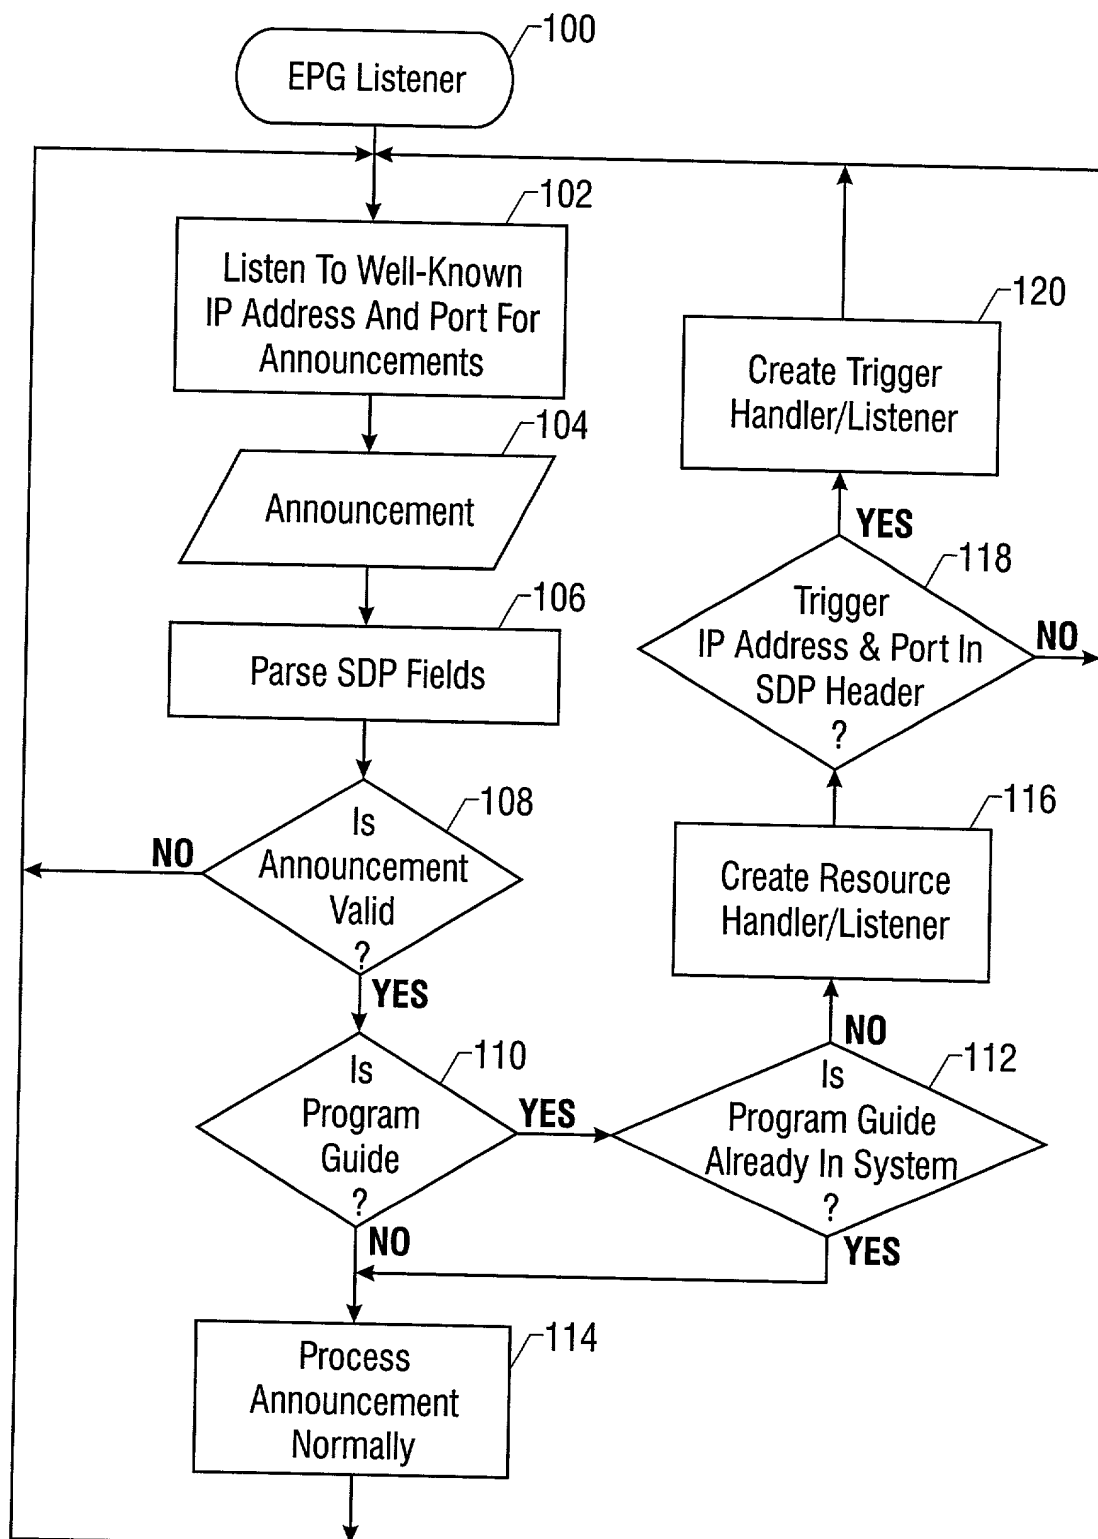 100
EPG Listener
102
Listen To Well-Known
IP Address And Port For
Announcements
104
Announcement
106
Parse SDP Fields
108
Is
Announcement
Valid
?
NO
YES
110
Is
Program
Guide
?
YES
NO
112
Is
Program Guide
Already In System
?
NO
YES
114
Process
Announcement
Normally
116
Create Resource
Handler/Listener
118
Trigger
IP Address & Port In
SDP Header
?
YES
NO
120
Create Trigger
Handler/Listener